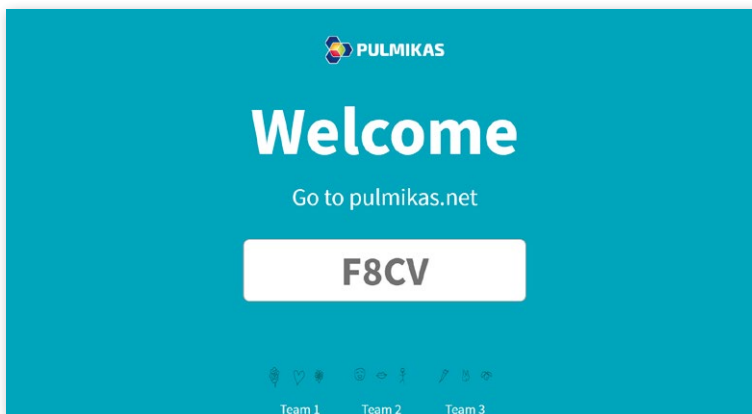 PULMIKAS
Welcome
Go to pulmikas.net
F8CV
Team 1 Team 2 Team 3